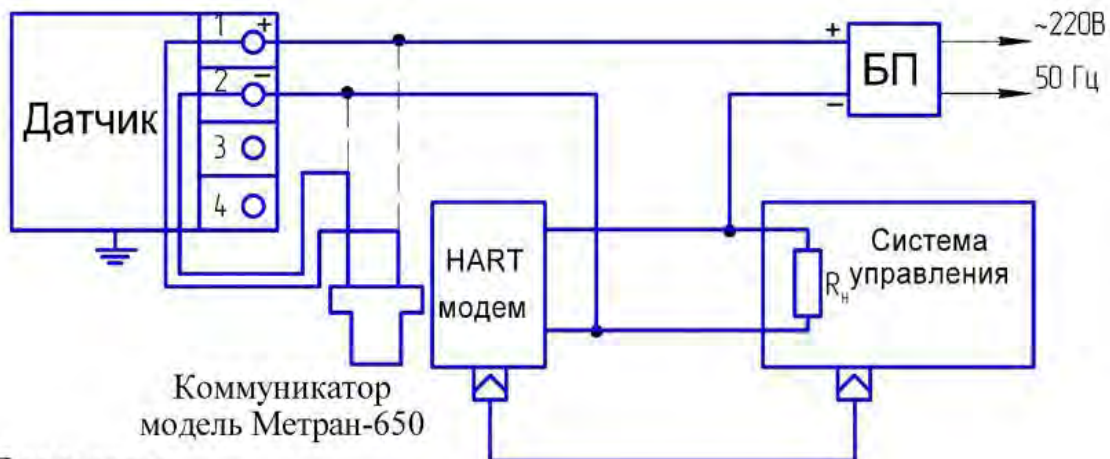 1 +
~220В
2 −
+
БП
50 Гц
Датчик
−
3
4
HART
модем
Система
управления
Rн
Коммуникатор
модель Метран-650